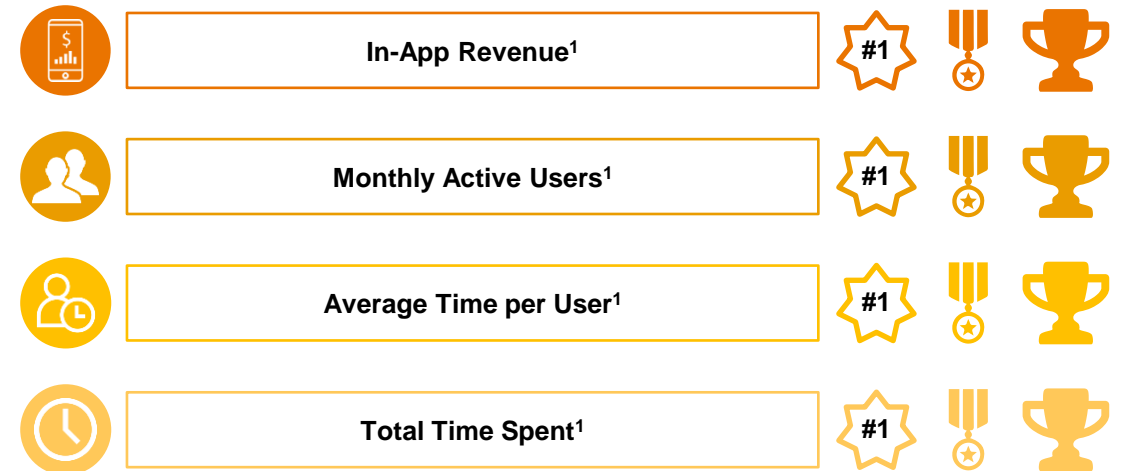 $
In-App Revenue¹ #1
Monthly Active Users¹ #1
Average Time per User¹ #1
Total Time Spent¹ #1